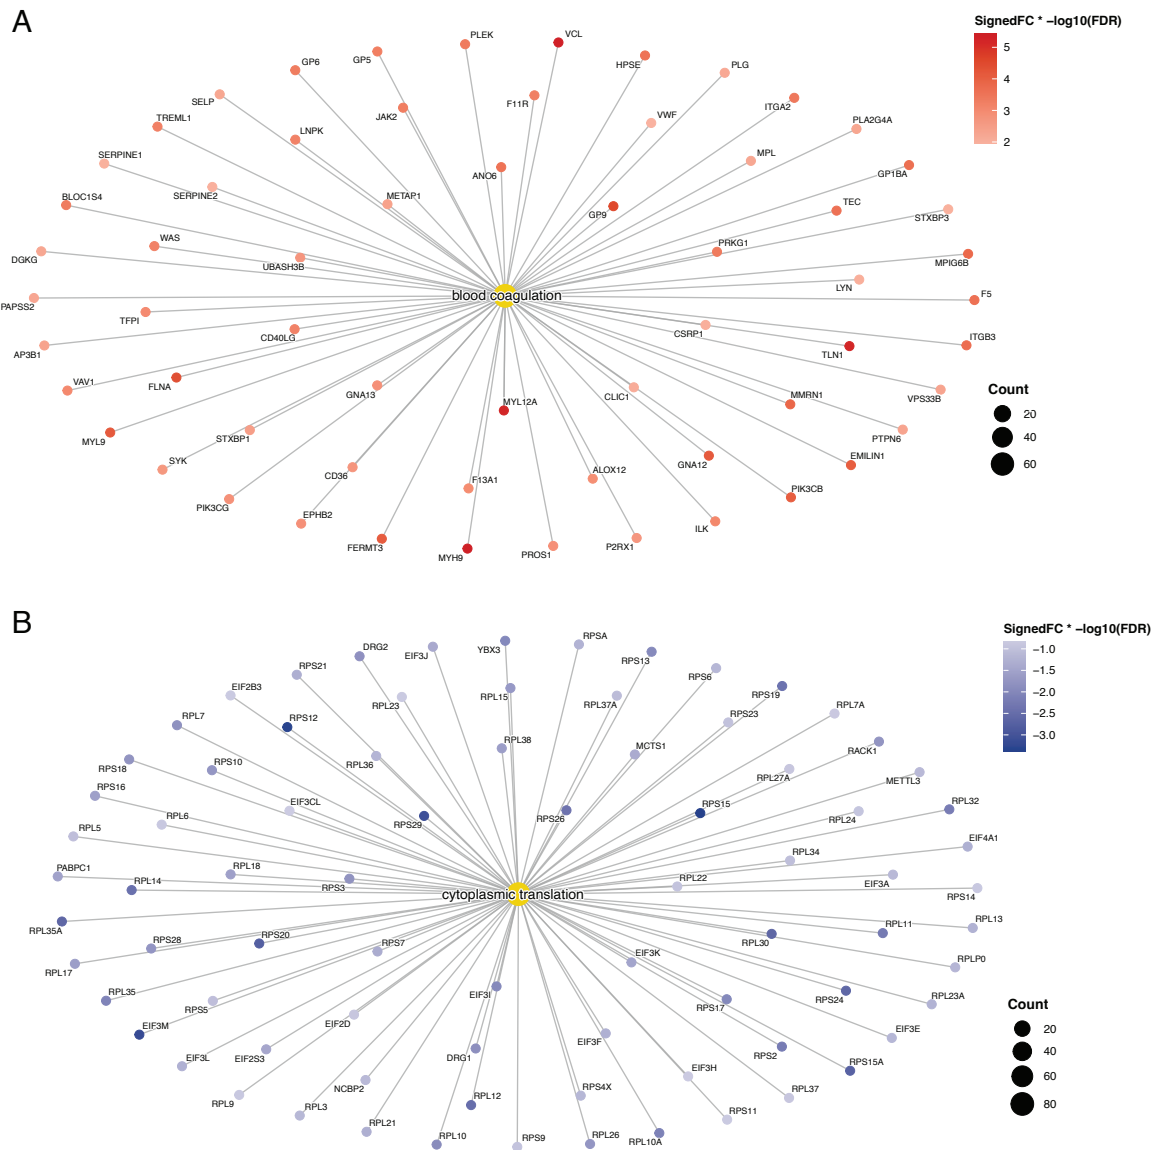 A
SignedFC * −log10(FDR)
5
4
3
2
PLEK
VCL
GP5
GP6
HPSE
PLG
SELP
F11R
ITGA2
TREML1
JAK2
VWF
PLA2G4A
LNPK
SERPINE1
MPL
ANO6
GP1BA
BLOC1S4
SERPINE2
METAP1
GP9
TEC
STXBP3
WAS
PRKG1
DGKG
UBASH3B
MPIG6B
LYN
blood coagulation
F5
PAPSS2
TFPI
CD40LG
CSRP1
ITGB3
AP3B1
TLN1
VAV1
FLNA
GNA13
CLIC1
MMRN1
VPS33B
MYL12A
MYL9
STXBP1
PTPN6
SYK
CD36
F13A1
ALOX12
GNA12
EMILIN1
PIK3CG
EPHB2
PIK3CB
ILK
FERMT3
MYH9
PROS1
P2RX1
Count
20
40
60
B
SignedFC * −log10(FDR)
−1.0
−1.5
−2.0
−2.5
−3.0
DRG2
EIF3J
YBX3
RPSA
RPS13
RPS21
RPS6
EIF2B3
RPL23
RPL15
RPL37A
RPS19
RPL7
RPS12
RPS23
RPL7A
RPL38
MCTS1
RACK1
RPS18
RPS10
RPL36
RPL27A
METTL3
RPS16
EIF3CL
RPS15
RPL32
RPL6
RPS29
RPS26
RPL24
RPL5
EIF4A1
RPL34
PABPC1
RPL14
RPL18
RPS3
RPL22
EIF3A
RPS14
cytoplasmic translation
RPL35A
RPL13
RPS28
RPS20
RPS7
RPL30
RPL11
RPL17
EIF3K
RPLP0
RPL35
RPS5
EIF3I
RPS17
RPS24
RPL23A
EIF3M
EIF2D
EIF3E
EIF3L
EIF2S3
DRG1
EIF3F
RPS2
RPS15A
EIF3H
NCBP2
RPS4X
RPL37
RPL9
RPL3
RPL12
RPS11
RPL21
RPL10
RPS9
RPL26
RPL10A
Count
20
40
60
80